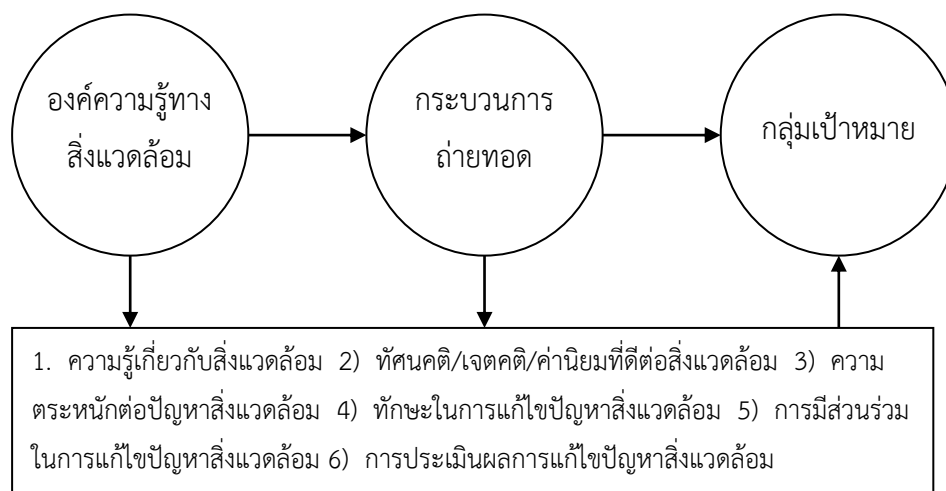 องค์ความรู้ทาง
สิ่งแวดล้อม
กระบวนการ
ถ่ายทอด
กลุ่มเป้าหมาย
1. ความรู้เกี่ยวกับสิ่งแวดล้อม 2) ทัศนคติ/เจตคติ/ค่านิยมที่ดีต่อสิ่งแวดล้อม 3) ความ
ตระหนักต่อปัญหาสิ่งแวดล้อม 4) ทักษะในการแก้ไขปัญหาสิ่งแวดล้อม 5) การมีส่วนร่วม
ในการแก้ไขปัญหาสิ่งแวดล้อม 6) การประเมินผลการแก้ไขปัญหาสิ่งแวดล้อม